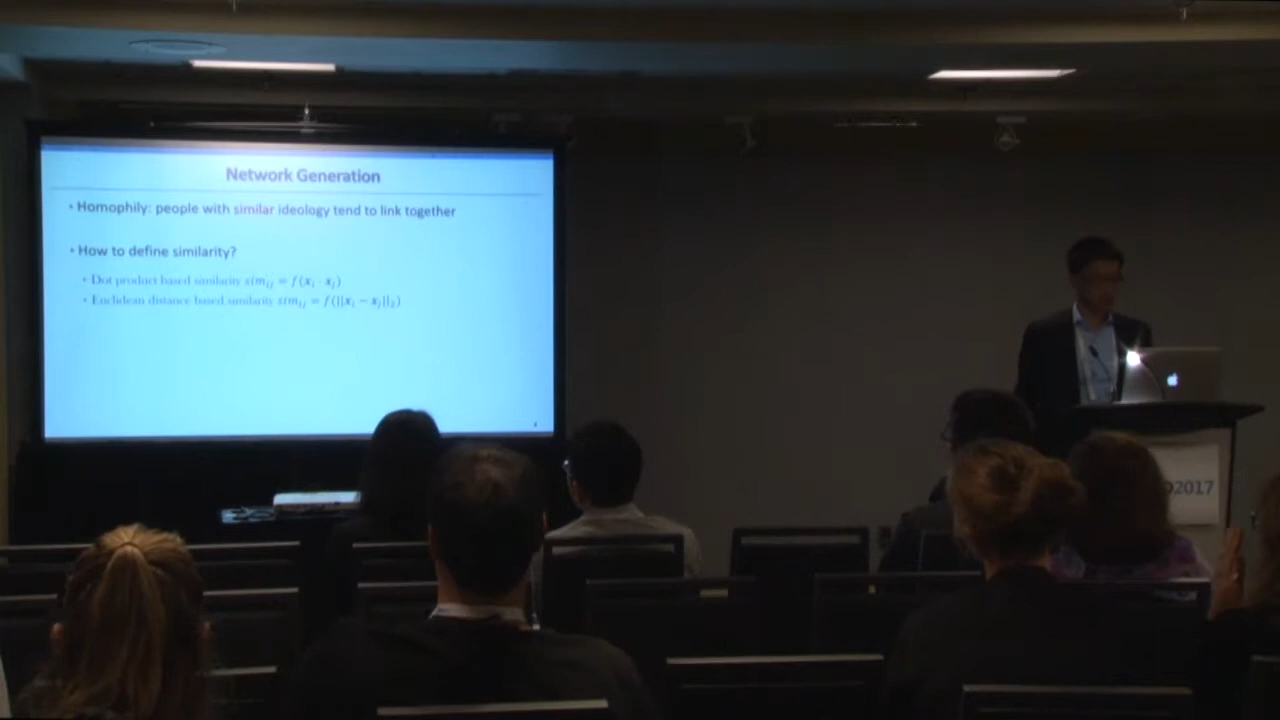 Network Generation
• Homophily: people with similar ideology tend to link together
• How to define similarity?
• Dot product based similarity sim_ij = f(x_i · x_j)
• Euclidean distance based similarity sim_ij = f(||x_i − x_j||_2)
2017